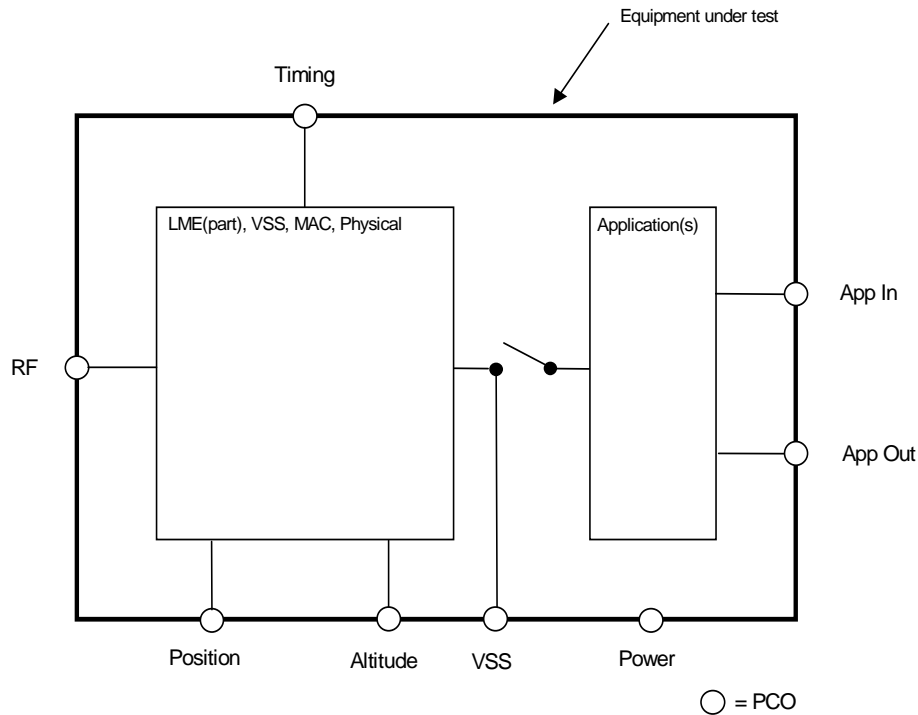 Equipment under test
Timing
LME(part), VSS, MAC, Physical
Application(s)
App In
RF
App Out
Position
Altitude
VSS
Power
= PCO